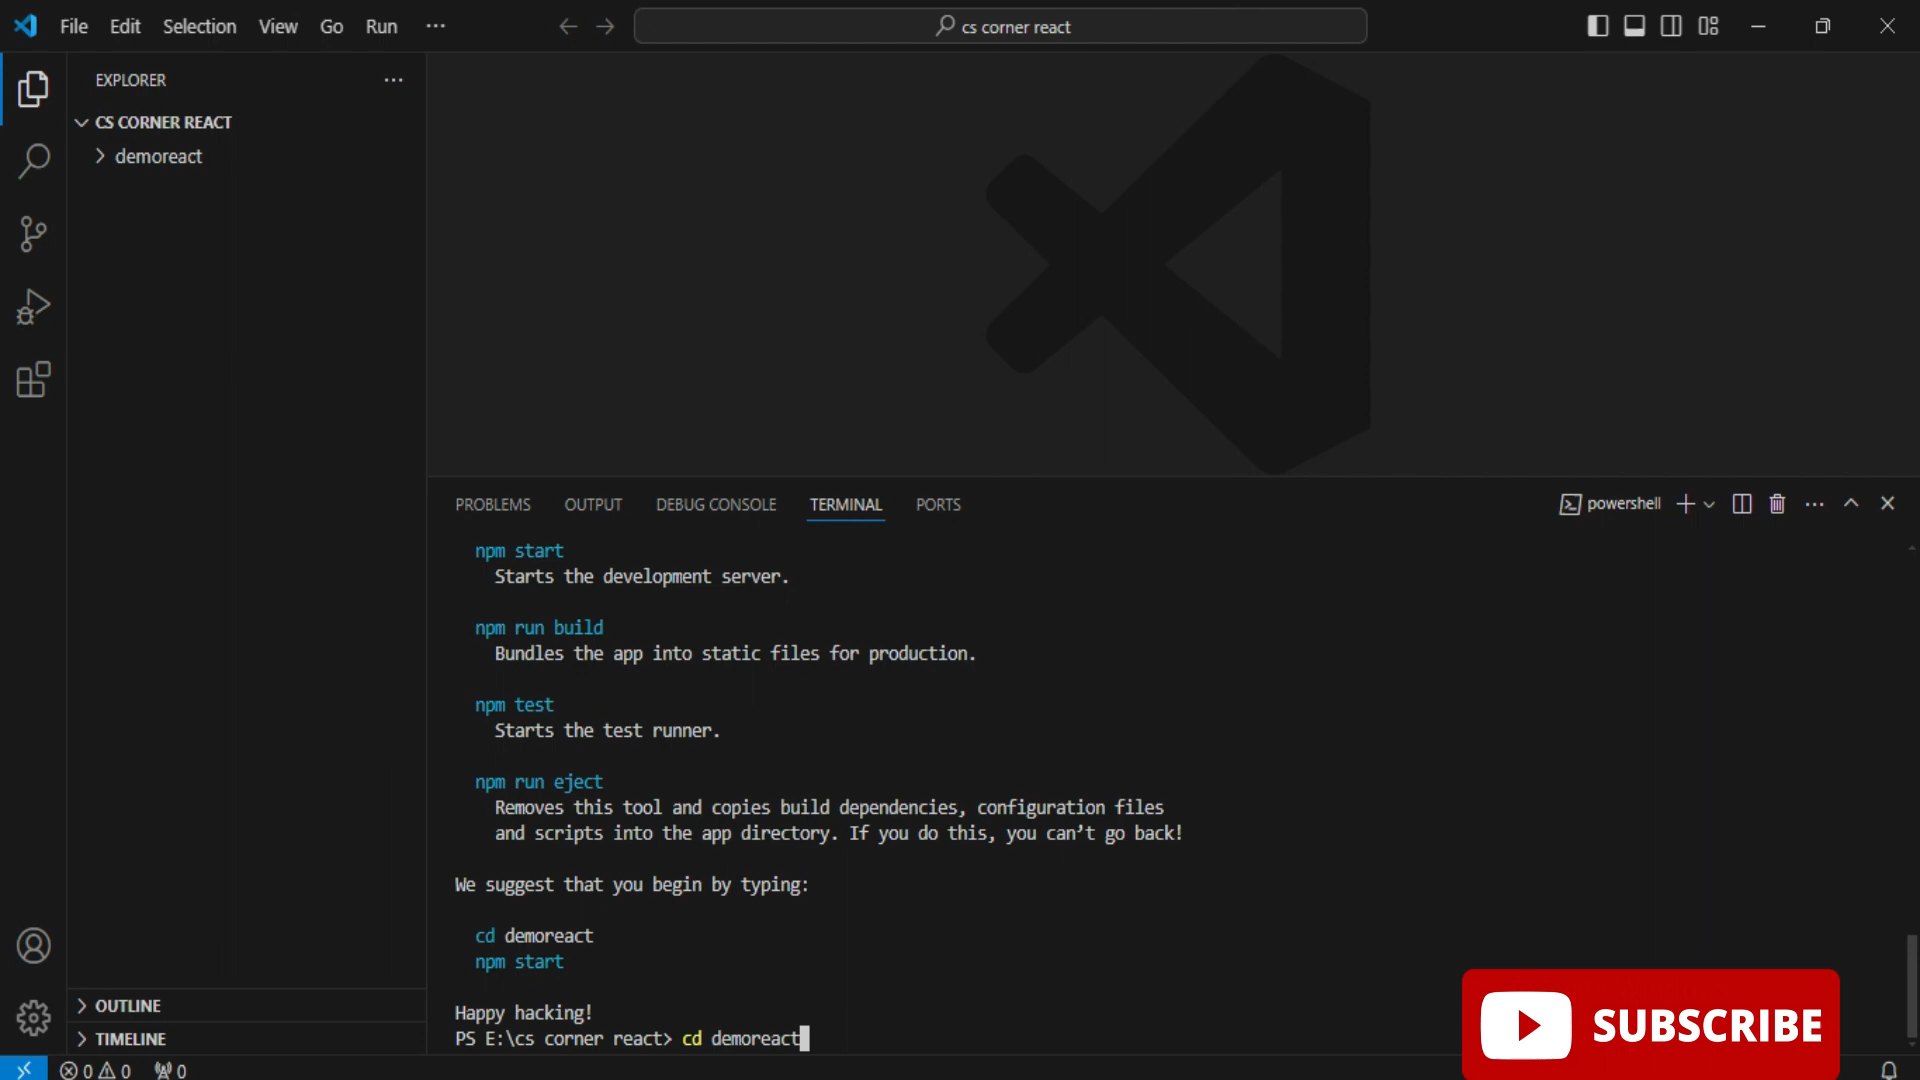 File Edit Selection View Go Run ...
cs corner react
EXPLORER ...
CS CORNER REACT
demoreact
PROBLEMS OUTPUT DEBUG CONSOLE TERMINAL PORTS
powershell
npm start
Starts the development server.
npm run build
Bundles the app into static files for production.
npm test
Starts the test runner.
npm run eject
Removes this tool and copies build dependencies, configuration files
and scripts into the app directory. If you do this, you can’t go back!
We suggest that you begin by typing:
cd demoreact
npm start
Happy hacking!
PS E:\cs corner react> cd demoreact
OUTLINE
TIMELINE
0 0 0
SUBSCRIBE